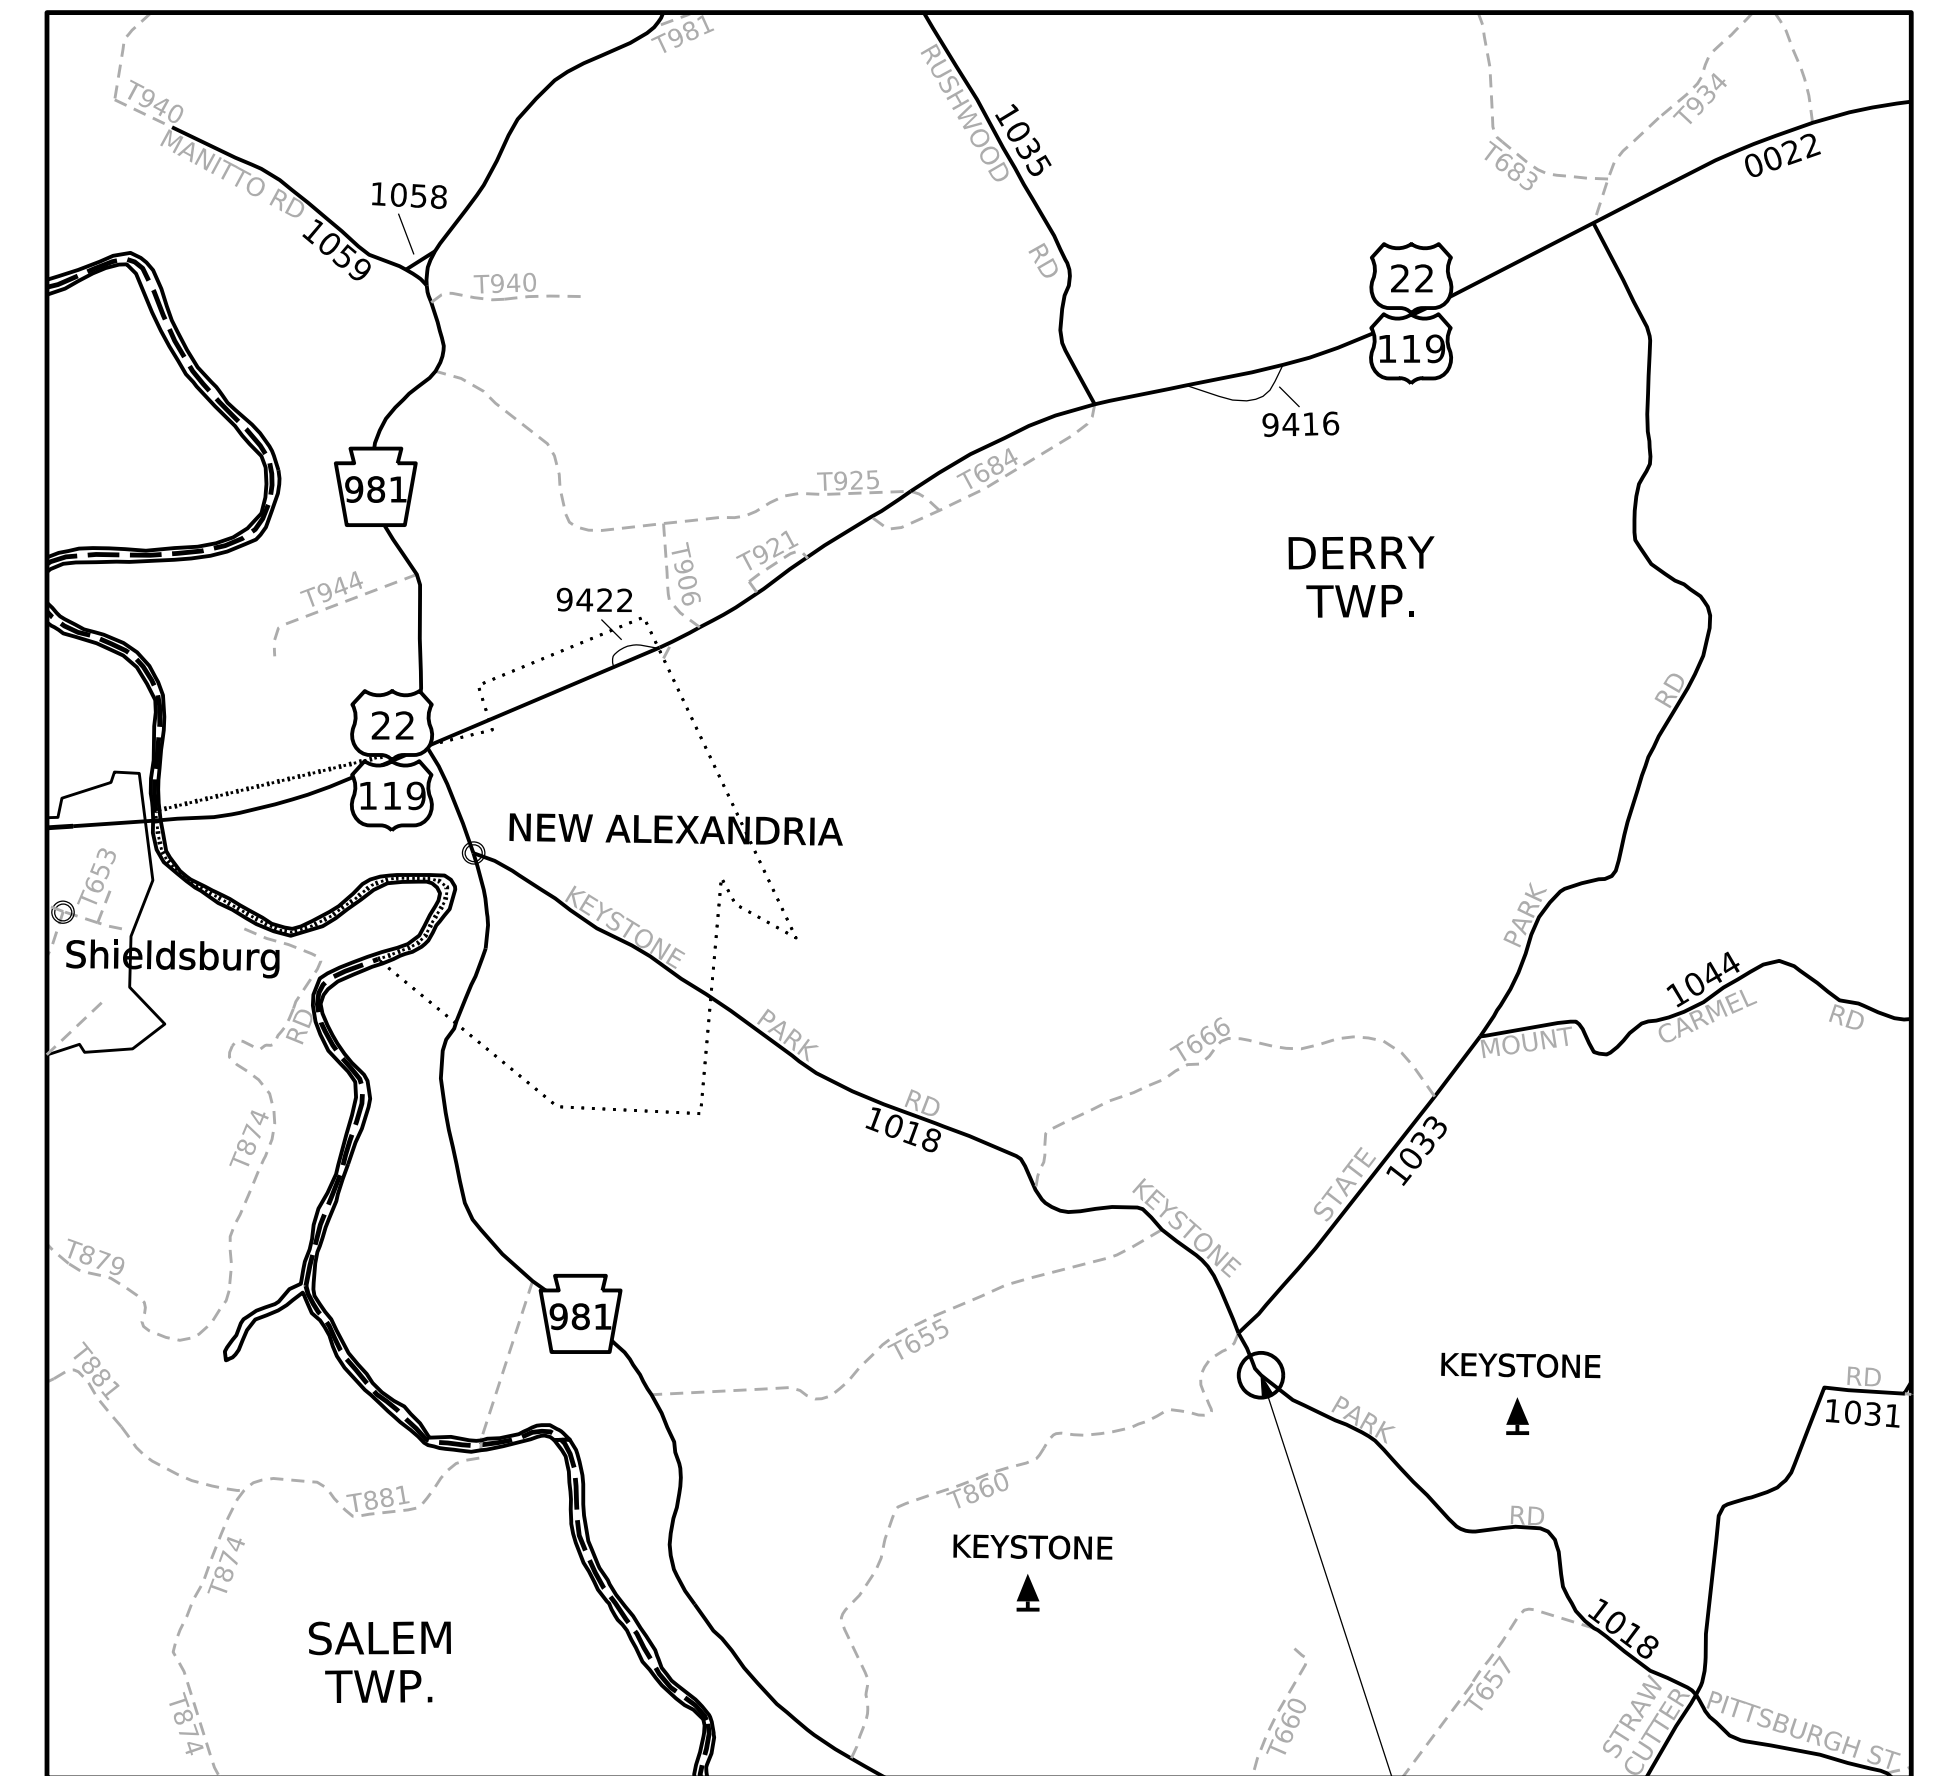 T981
T940
MANITTO RD
1059
1058
T940
RUSHWOOD
RD
1035
T934
T683
0022
22
119
9416
981
T925
T684
T921
T906
T944
9422
DERRY
TWP.
22
119
RD
NEW ALEXANDRIA
T653
Shieldsburg
KEYSTONE
PARK
RD
1018
PARK
1044
CARMEL
RD
MOUNT
T666
RD
T874
1033
STATE
KEYSTONE
T879
981
T655
T881
KEYSTONE
RD
1031
PARK
T881
T860
RD
KEYSTONE
T874
SALEM
TWP.
1018
T657
T660
T874
STRAW
CUTTER
PITTSBURGH ST